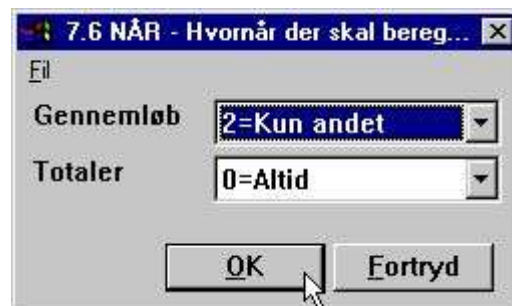 7.6 NÅR - Hvornår der skal bereg...
Fil
Gennemløb 2=Kun andet
Totaler 0=Altid
OK Fortryd